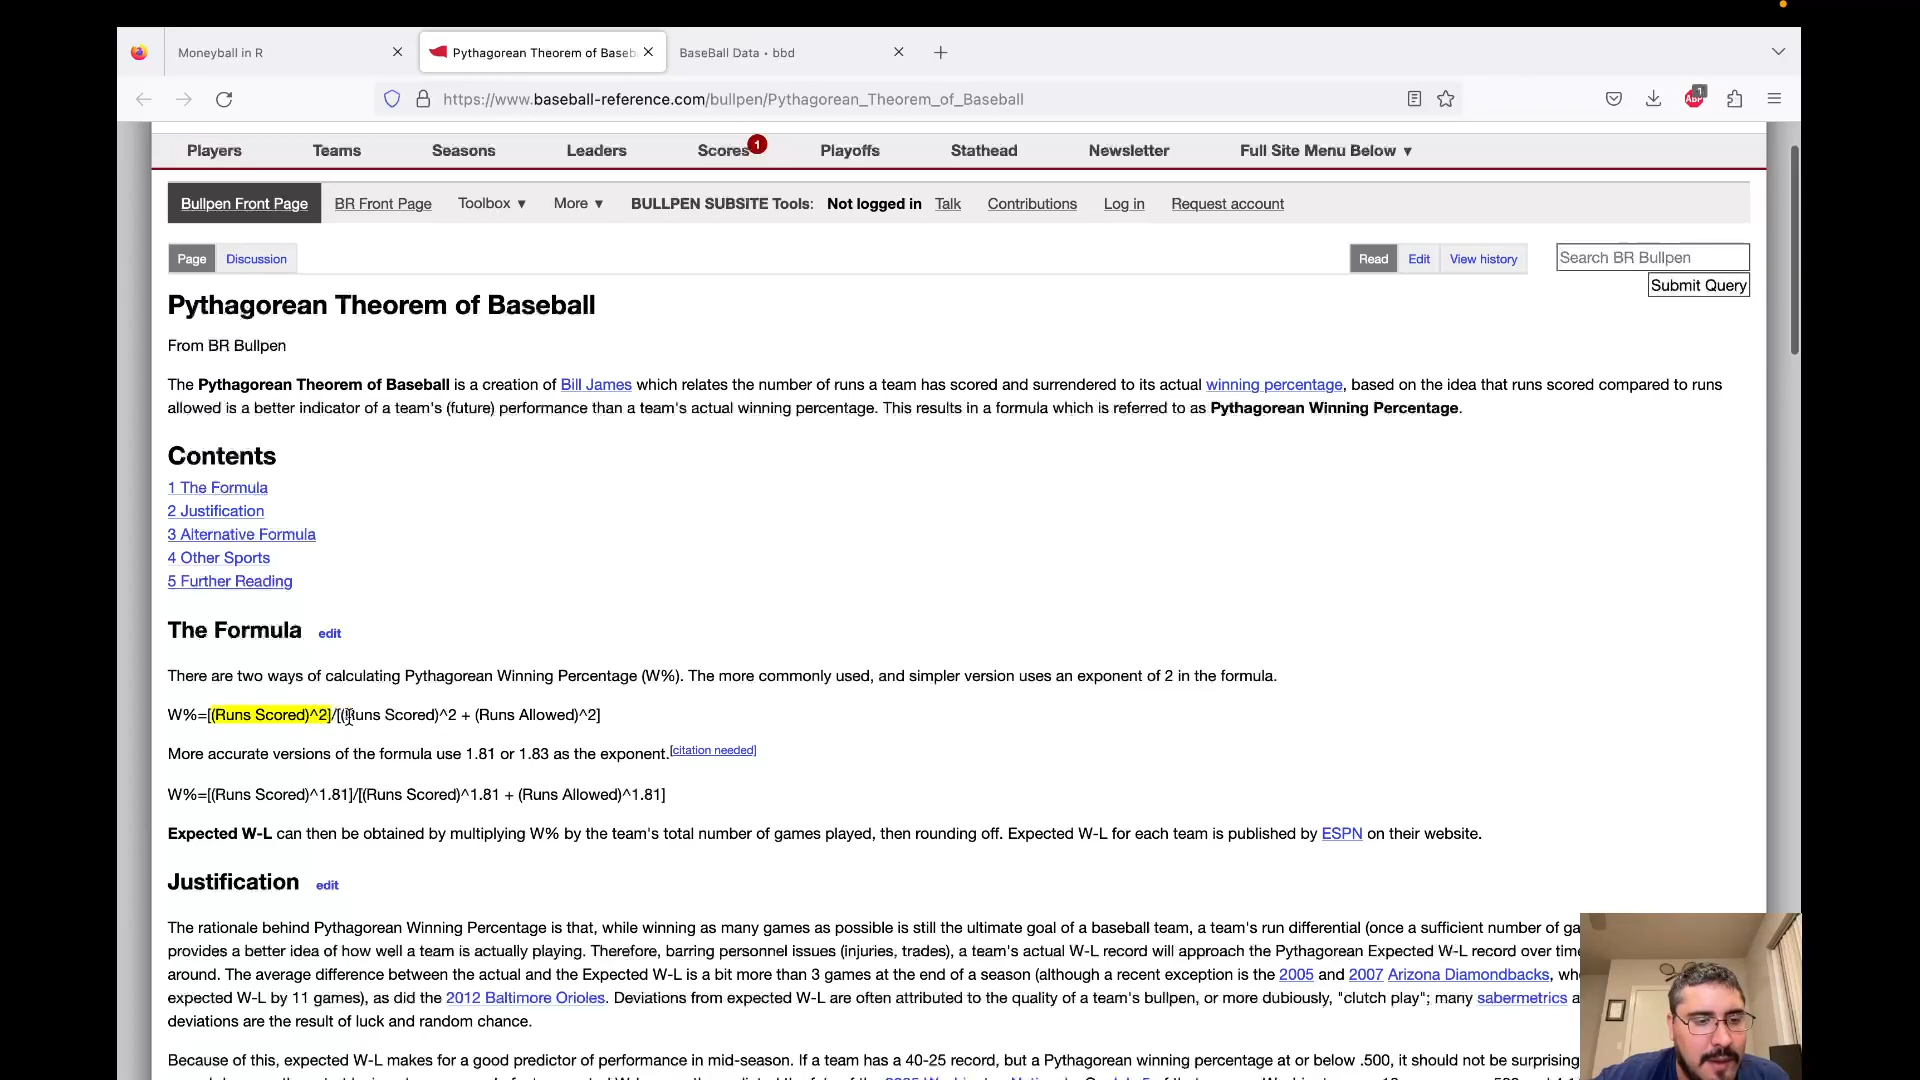 Moneyball in R
Pythagorean Theorem of Baseb
BaseBall Data • bbd
https://www.baseball-reference.com/bullpen/Pythagorean_Theorem_of_Baseball
ABP
1
Players
Teams
Seasons
Leaders
Scores
1
Playoffs
Stathead
Newsletter
Full Site Menu Below ▼
Bullpen Front Page
BR Front Page
Toolbox ▼
More ▼
BULLPEN SUBSITE Tools:
Not logged in
Talk
Contributions
Log in
Request account
Page
Discussion
Read
Edit
View history
Search BR Bullpen
Submit Query
Pythagorean Theorem of Baseball
From BR Bullpen
The Pythagorean Theorem of Baseball is a creation of Bill James which relates the number of runs a team has scored and surrendered to its actual winning percentage, based on the idea that runs scored compared to runs
allowed is a better indicator of a team's (future) performance than a team's actual winning percentage. This results in a formula which is referred to as Pythagorean Winning Percentage.
Contents
1 The Formula
2 Justification
3 Alternative Formula
4 Other Sports
5 Further Reading
The Formula edit
There are two ways of calculating Pythagorean Winning Percentage (W%). The more commonly used, and simpler version uses an exponent of 2 in the formula.
W%=[(Runs Scored)^2]/[(Runs Scored)^2 + (Runs Allowed)^2]
More accurate versions of the formula use 1.81 or 1.83 as the exponent.[citation needed]
W%=[(Runs Scored)^1.81]/[(Runs Scored)^1.81 + (Runs Allowed)^1.81]
Expected W-L can then be obtained by multiplying W% by the team's total number of games played, then rounding off. Expected W-L for each team is published by ESPN on their website.
Justification edit
The rationale behind Pythagorean Winning Percentage is that, while winning as many games as possible is still the ultimate goal of a baseball team, a team's run differential (once a sufficient number of ga
provides a better idea of how well a team is actually playing. Therefore, barring personnel issues (injuries, trades), a team's actual W-L record will approach the Pythagorean Expected W-L record over time
around. The average difference between the actual and the Expected W-L is a bit more than 3 games at the end of a season (although a recent exception is the 2005 and 2007 Arizona Diamondbacks, wh
expected W-L by 11 games), as did the 2012 Baltimore Orioles. Deviations from expected W-L are often attributed to the quality of a team's bullpen, or more dubiously, "clutch play"; many sabermetrics a
deviations are the result of luck and random chance.
Because of this, expected W-L makes for a good predictor of performance in mid-season. If a team has a 40-25 record, but a Pythagorean winning percentage at or below .500, it should not be surprising